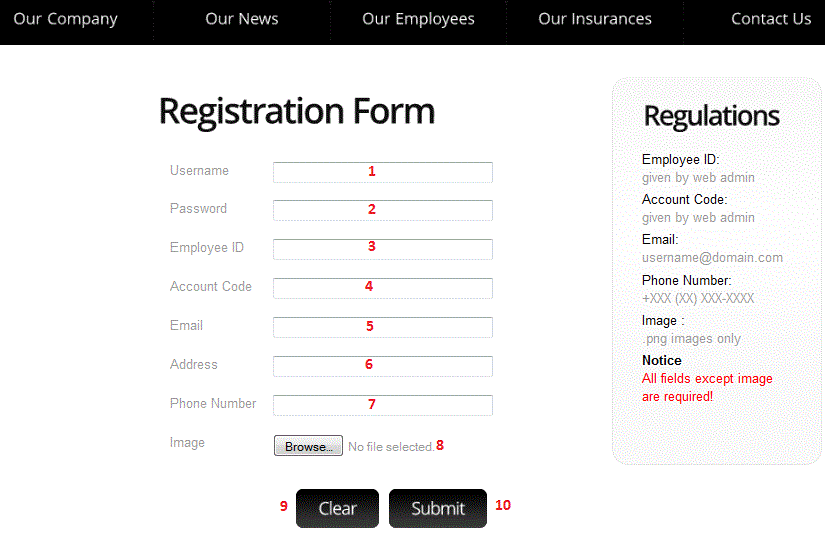 Our Company Our News Our Employees Our Insurances Contact Us
Registration Form
Username 1
Password 2
Employee ID 3
Account Code 4
Email 5
Address 6
Phone Number 7
Image Browse... No file selected. 8
9 Clear Submit 10
Regulations
Employee ID:
given by web admin
Account Code:
given by web admin
Email:
username@domain.com
Phone Number:
+XXX (XX) XXX-XXXX
Image :
.png images only
Notice
All fields except image
are required!